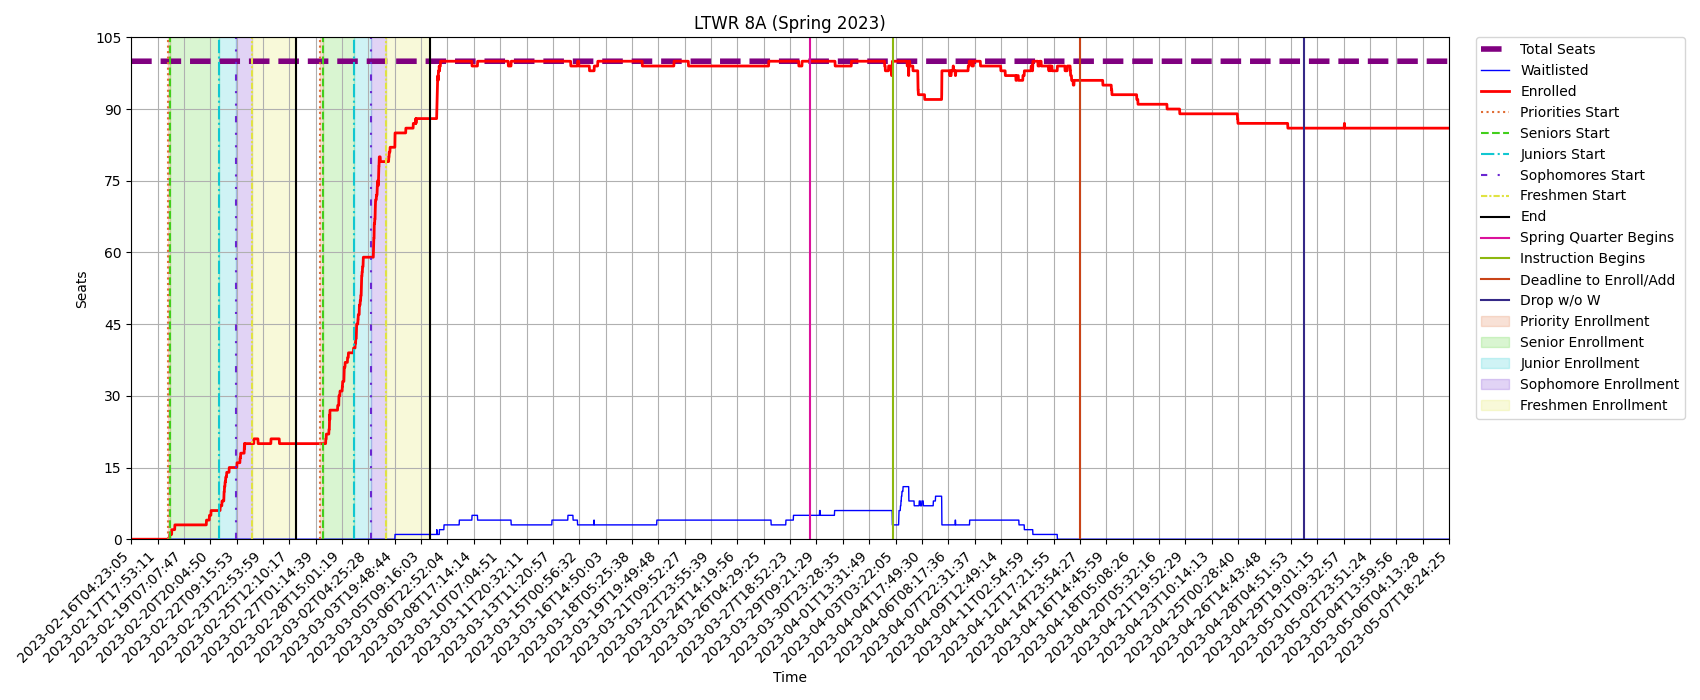 LTWR 8A (Spring 2023)
105
90
75
60
45
30
15
0
Seats
2023-02-16T04:23:05
2023-02-17T17:53:11
2023-02-19T07:07:47
2023-02-20T20:04:50
2023-02-22T09:15:53
2023-02-23T22:53:59
2023-02-25T12:10:17
2023-02-27T01:14:39
2023-02-28T15:01:19
2023-03-02T04:25:28
2023-03-03T19:48:44
2023-03-05T09:16:03
2023-03-06T22:52:04
2023-03-08T17:14:14
2023-03-10T17:04:51
2023-03-11T22:32:11
2023-03-13T11:20:57
2023-03-15T00:56:32
2023-03-16T14:50:03
2023-03-18T05:25:38
2023-03-19T19:49:48
2023-03-21T09:52:27
2023-03-22T23:55:39
2023-03-24T14:19:56
2023-03-26T04:29:25
2023-03-27T18:52:23
2023-03-29T09:21:29
2023-03-30T23:28:35
2023-04-01T13:31:49
2023-04-03T03:22:05
2023-04-04T17:49:30
2023-04-06T08:17:36
2023-04-07T22:31:37
2023-04-09T12:49:14
2023-04-11T02:54:59
2023-04-12T17:21:55
2023-04-14T23:54:27
2023-04-16T14:45:59
2023-04-18T05:08:26
2023-04-20T05:32:16
2023-04-21T19:52:29
2023-04-23T10:14:13
2023-04-25T00:28:40
2023-04-26T14:43:48
2023-04-28T04:51:53
2023-04-29T19:01:15
2023-05-01T09:32:57
2023-05-02T23:51:24
2023-05-04T13:59:56
2023-05-06T04:13:28
2023-05-07T18:24:25
Time
Total Seats
Waitlisted
Enrolled
Priorities Start
Seniors Start
Juniors Start
Sophomores Start
Freshmen Start
End
Spring Quarter Begins
Instruction Begins
Deadline to Enroll/Add
Drop w/o W
Priority Enrollment
Senior Enrollment
Junior Enrollment
Sophomore Enrollment
Freshmen Enrollment